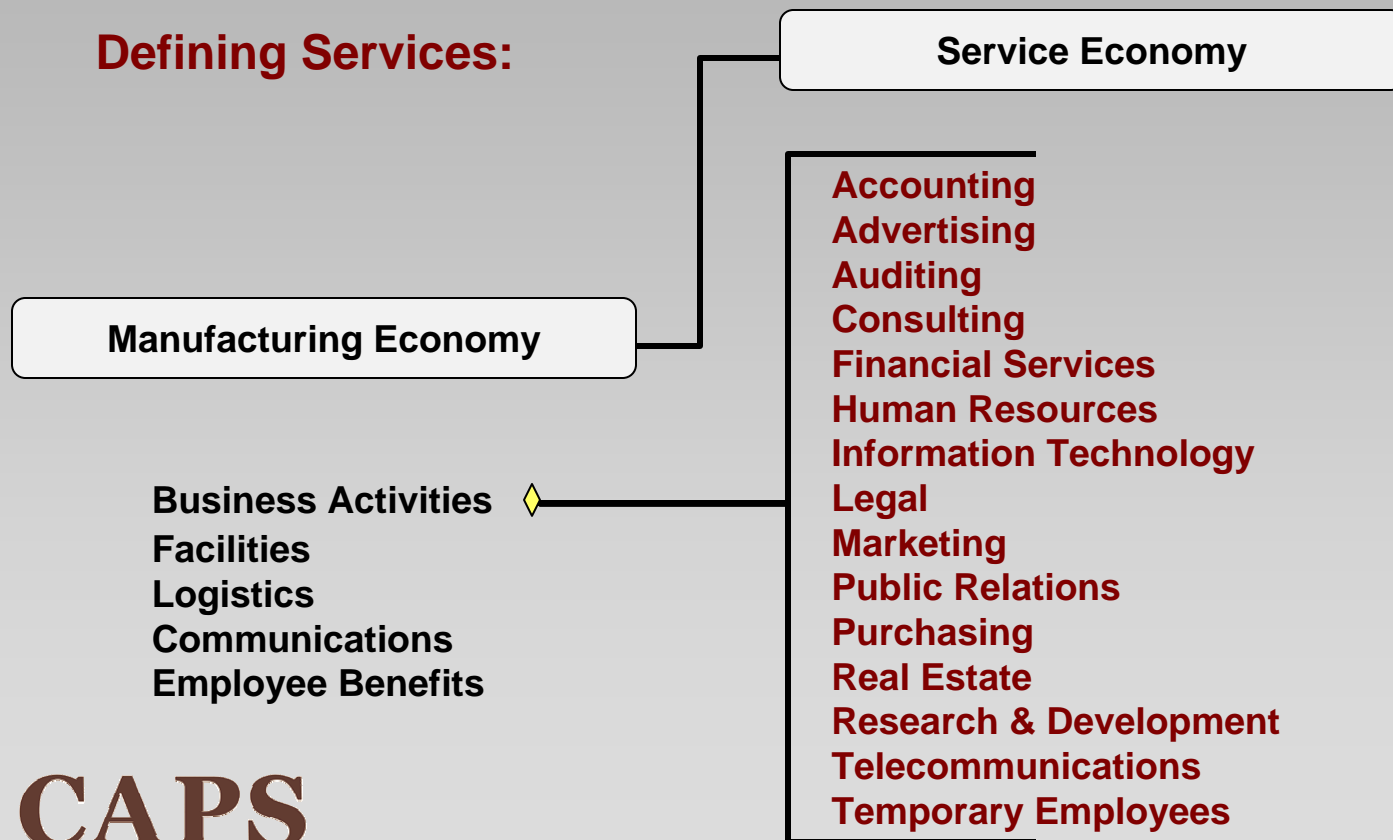 Defining Services:
Service Economy
Manufacturing Economy
Business Activities
Facilities
Logistics
Communications
Employee Benefits
Accounting
Advertising
Auditing
Consulting
Financial Services
Human Resources
Information Technology
Legal
Marketing
Public Relations
Purchasing
Real Estate
Research & Development
Telecommunications
Temporary Employees
CAPS